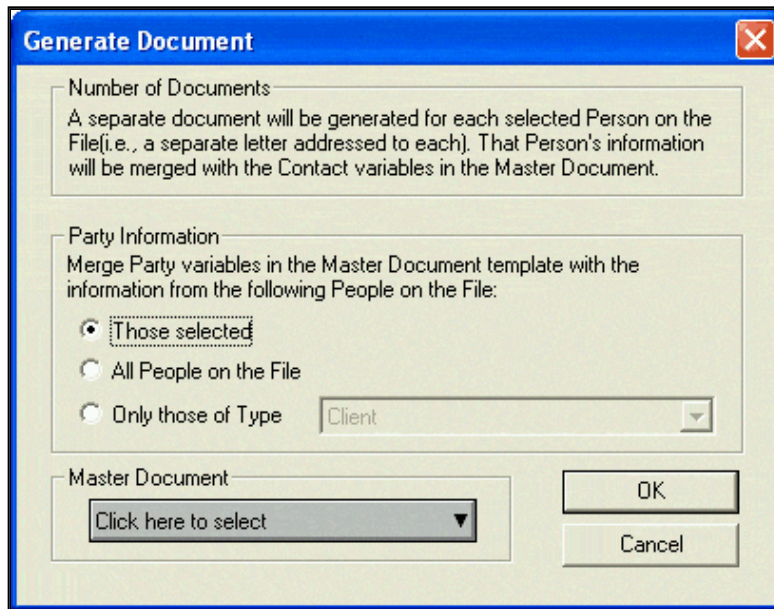 Generate Document
Number of Documents
A separate document will be generated for each selected Person on the
File(i.e., a separate letter addressed to each). That Person's information
will be merged with the Contact variables in the Master Document.
Party Information
Merge Party variables in the Master Document template with the
information from the following People on the File:
Those selected
All People on the File
Only those of Type Client
Master Document
Click here to select
OK
Cancel